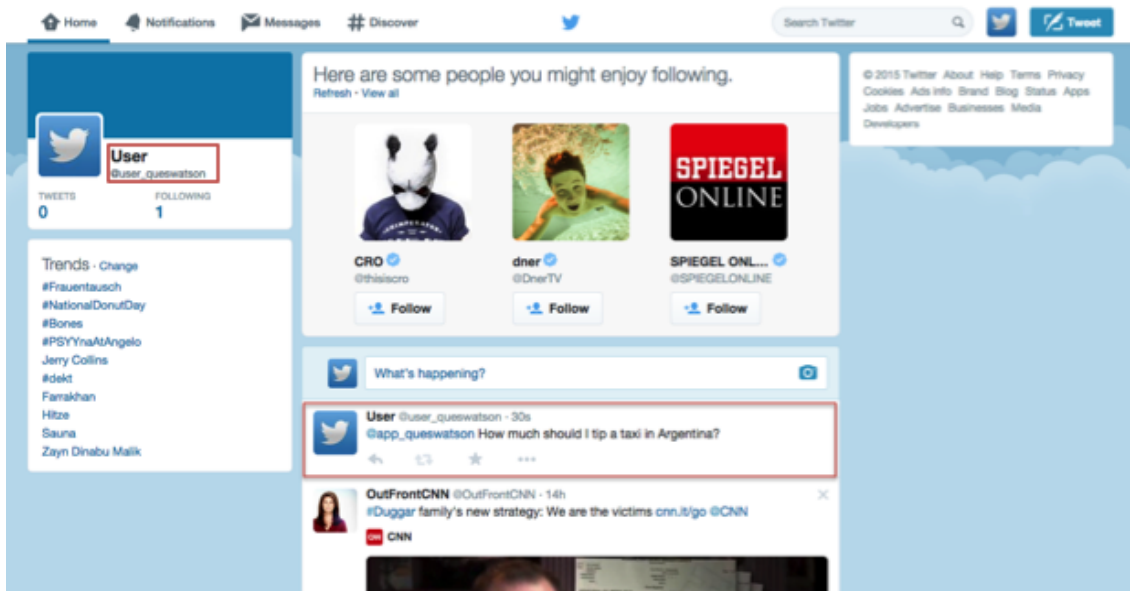 Home Notifications Messages # Discover Search Twitter Tweet
User
@user_queswatson
TWEETS FOLLOWING
0 1
Trends · Change
#Frauentausch
#NationalDonutDay
#Bones
#PSYYnaAtAngelo
Jerry Collins
#dekt
Farrakhan
Hitze
Sauna
Zayn Dinabu Malik
Here are some people you might enjoy following.
Refresh · View all
SPIEGEL
ONLINE
CRO dner SPIEGEL ONL...
@thisiscro @DnerTV @SPIEGELONLINE
Follow Follow Follow
What's happening?
User @user_queswatson · 30s
@app_queswatson How much should I tip a taxi in Argentina?
OutFrontCNN @OutFrontCNN · 14h
#Duggar family's new strategy: We are the victims cnn.it/go @CNN
CNN CNN
© 2015 Twitter About Help Terms Privacy
Cookies Ads info Brand Blog Status Apps
Jobs Advertise Businesses Media
Developers